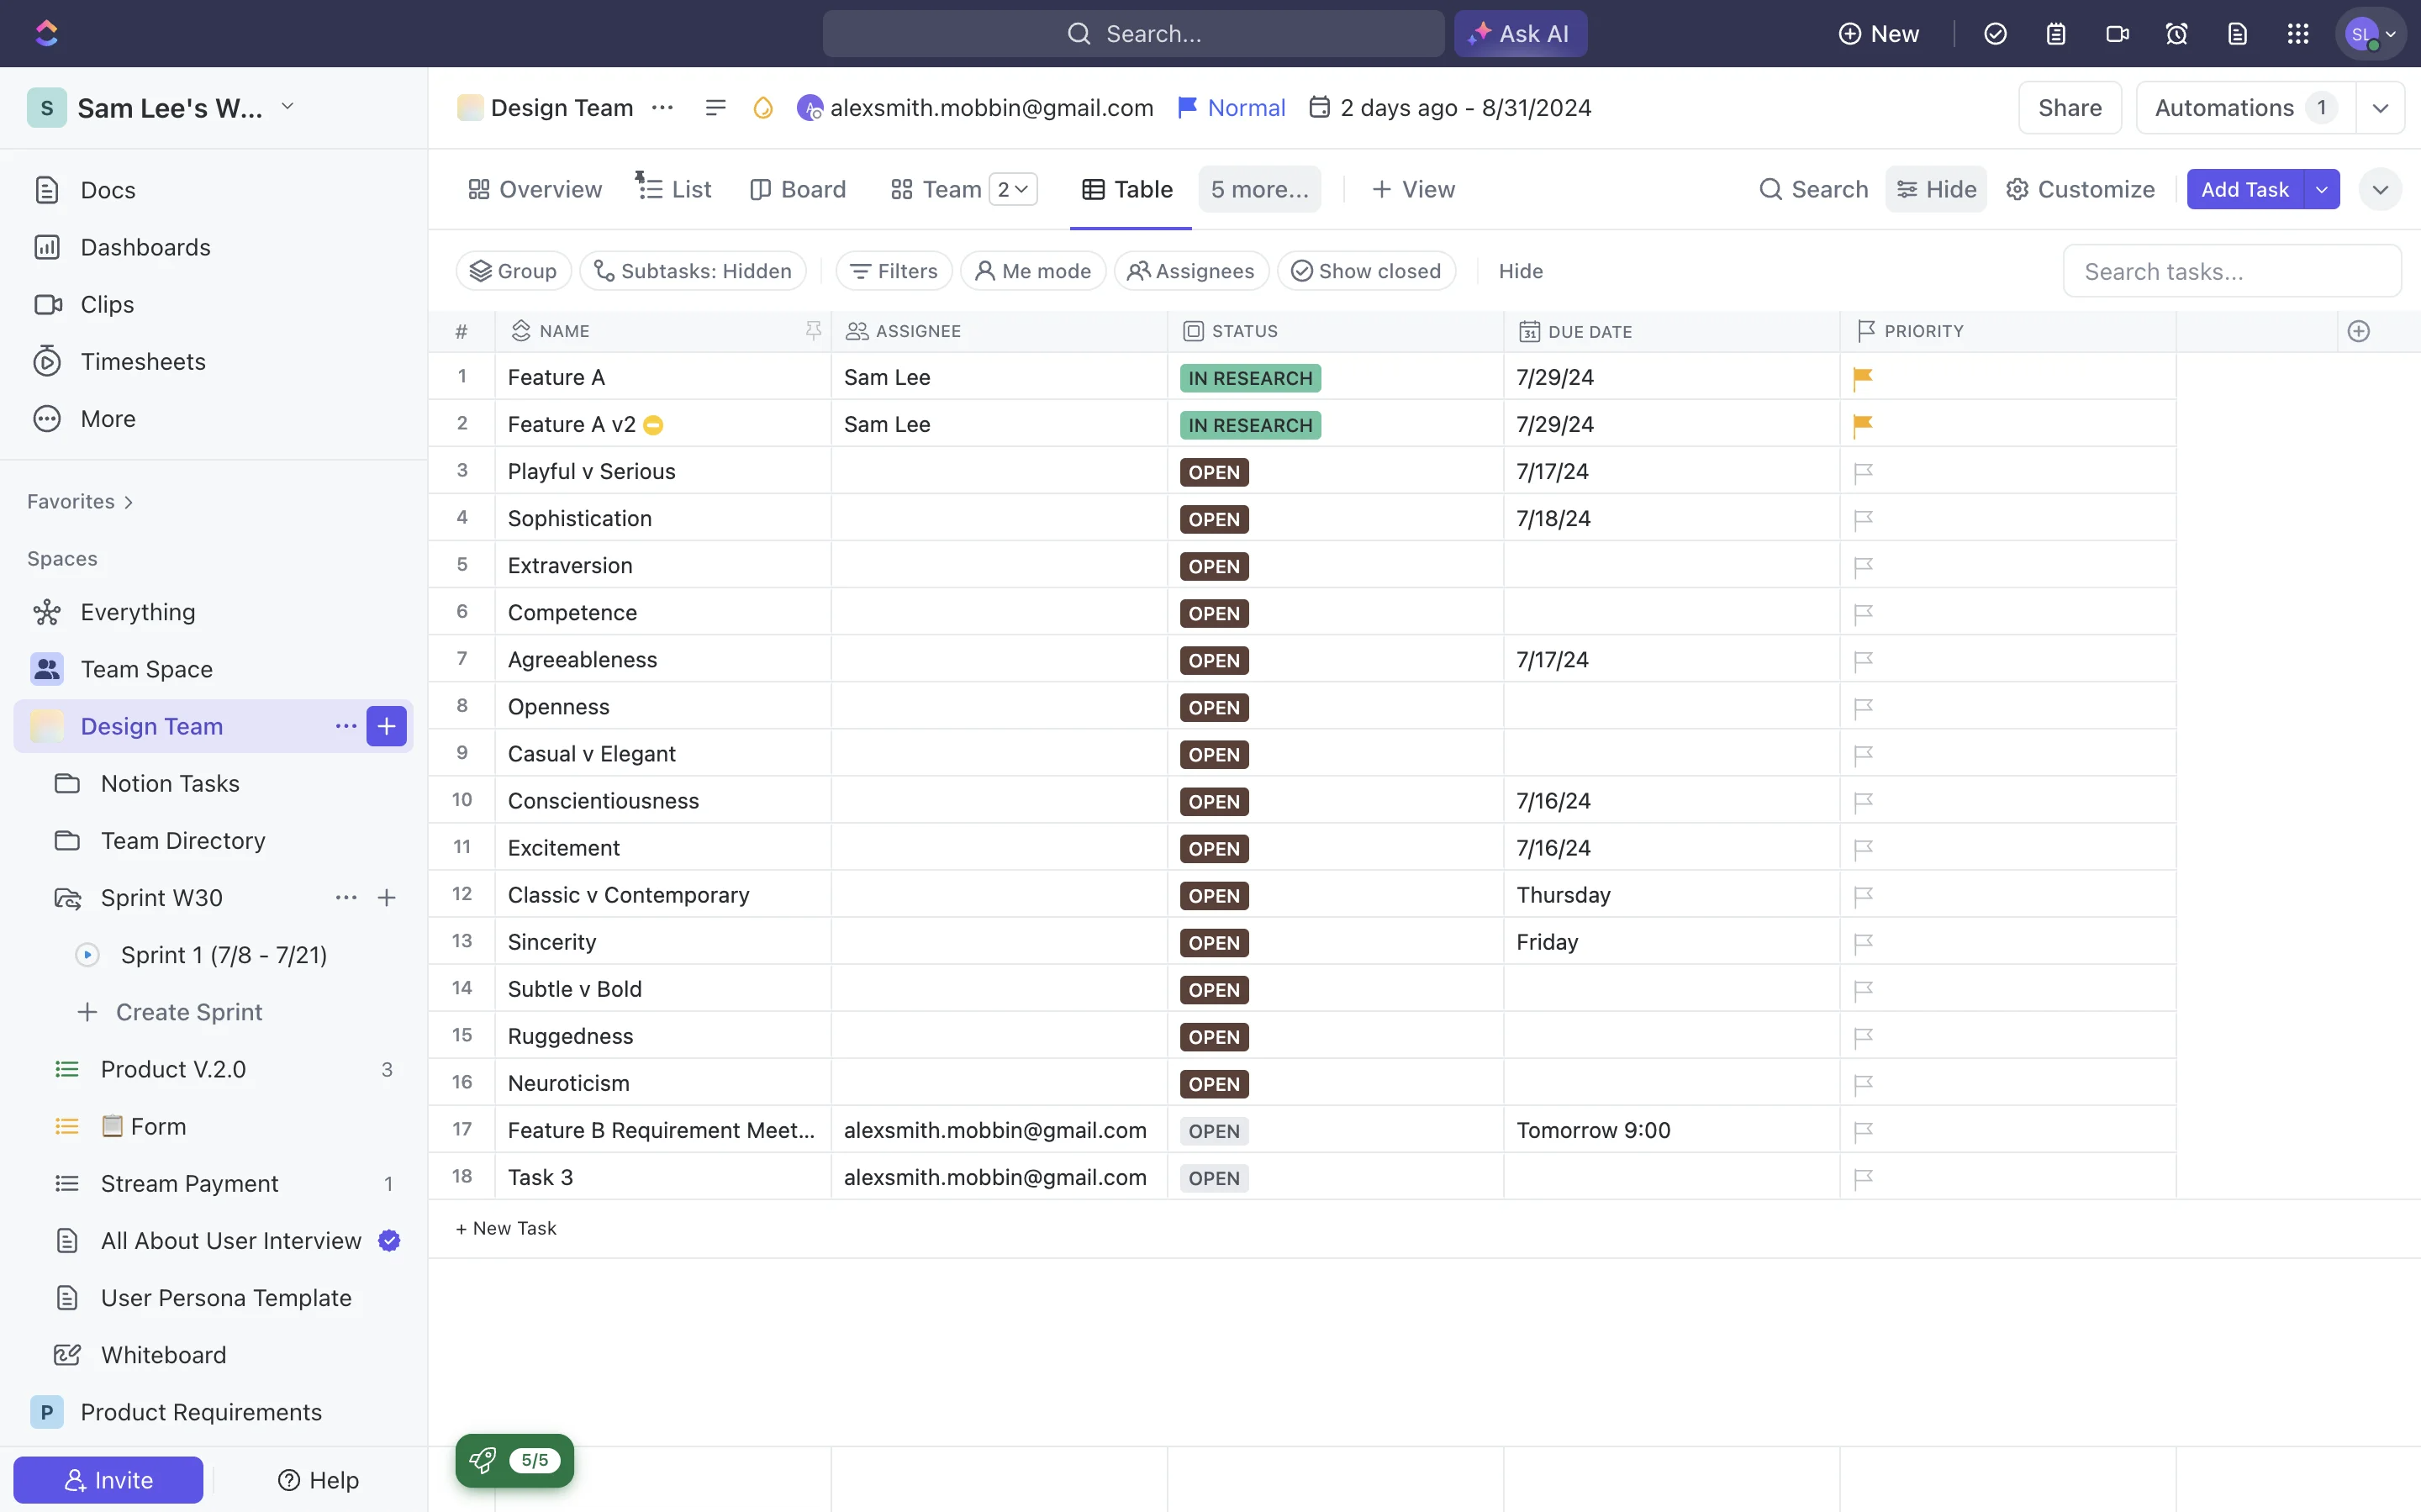 Search...
Ask AI
New
SL
S Sam Lee's W...
Docs
Dashboards
Clips
Timesheets
More
Favorites
Spaces
Everything
Team Space
Design Team
Notion Tasks
Team Directory
Sprint W30
Sprint 1 (7/8 - 7/21)
Create Sprint
Product V.2.0 3
Form
Stream Payment 1
All About User Interview
User Persona Template
Whiteboard
P Product Requirements
Invite
Help
Design Team
A alexsmith.mobbin@gmail.com
Normal
2 days ago - 8/31/2024
Share
Automations 1
Overview
List
Board
Team 2
Table
5 more...
+ View
Search
Hide
Customize
Add Task
Group
Subtasks: Hidden
Filters
Me mode
Assignees
Show closed
Hide
Search tasks...
# NAME ASSIGNEE STATUS 31 DUE DATE PRIORITY
1 Feature A Sam Lee IN RESEARCH 7/29/24
2 Feature A v2 Sam Lee IN RESEARCH 7/29/24
3 Playful v Serious OPEN 7/17/24
4 Sophistication OPEN 7/18/24
5 Extraversion OPEN
6 Competence OPEN
7 Agreeableness OPEN 7/17/24
8 Openness OPEN
9 Casual v Elegant OPEN
10 Conscientiousness OPEN 7/16/24
11 Excitement OPEN 7/16/24
12 Classic v Contemporary OPEN Thursday
13 Sincerity OPEN Friday
14 Subtle v Bold OPEN
15 Ruggedness OPEN
16 Neuroticism OPEN
17 Feature B Requirement Meet... alexsmith.mobbin@gmail.com OPEN Tomorrow 9:00
18 Task 3 alexsmith.mobbin@gmail.com OPEN
+ New Task
5/5